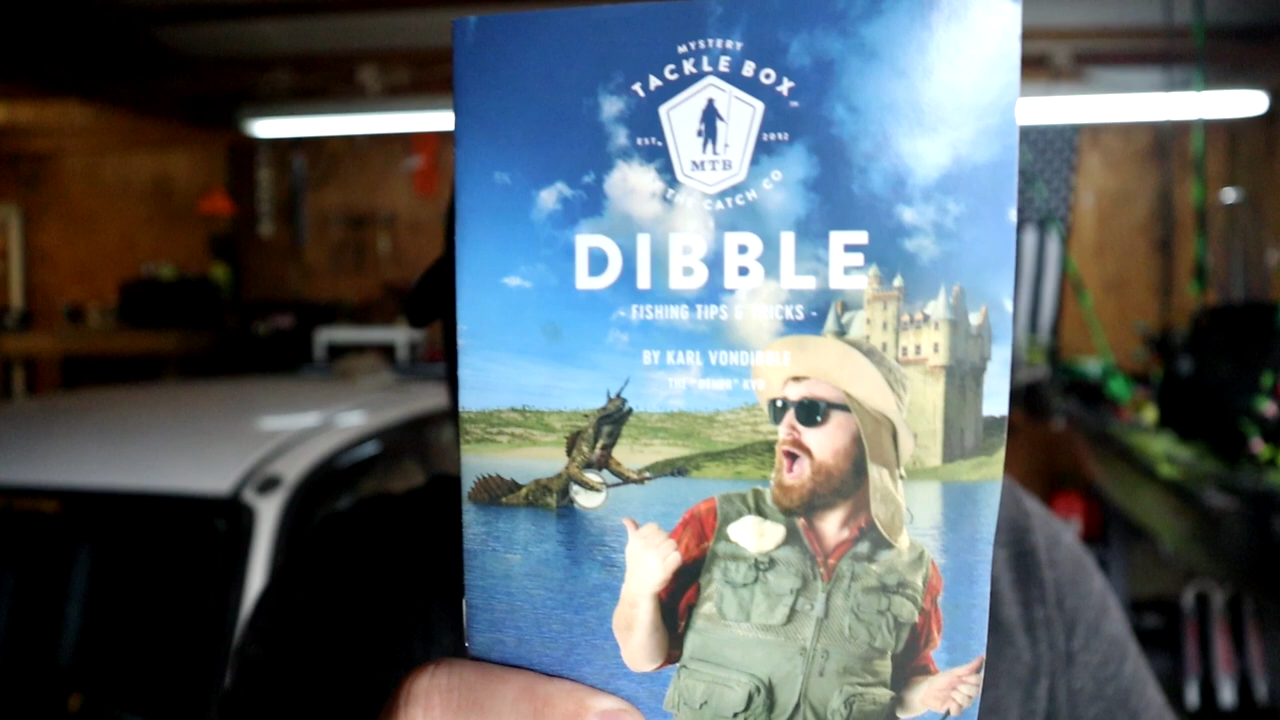 MYSTERY
TACKLE BOX
EST. 2012
MTB
THE CATCH CO
DIBBLE
- FISHING TIPS & TRICKS -
BY KARL VONDIBBLE
THE "OTHER" KVD